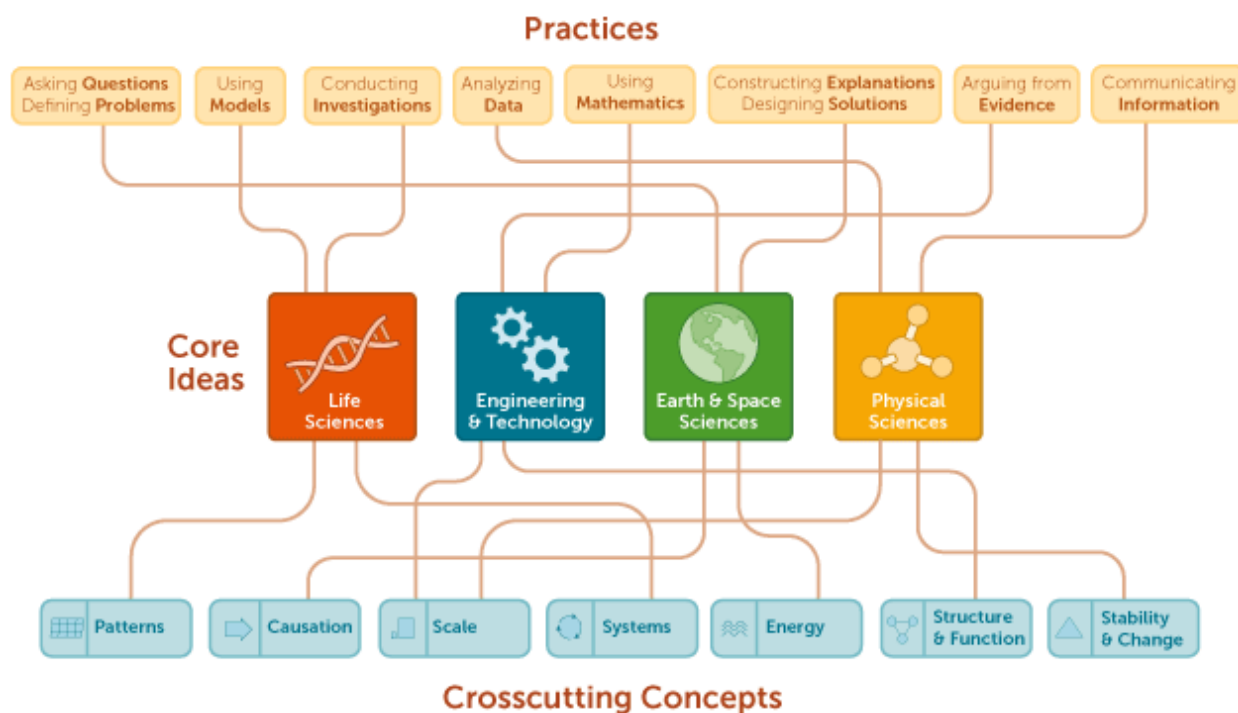 Practices
Asking Questions
Defining Problems
Using
Models
Conducting
Investigations
Analyzing
Data
Using
Mathematics
Constructing Explanations
Designing Solutions
Arguing from
Evidence
Communicating
Information
Core
Ideas
Life
Sciences
Engineering
& Technology
Earth & Space
Sciences
Physical
Sciences
Patterns
Causation
Scale
Systems
Energy
Structure
& Function
Stability
& Change
Crosscutting Concepts